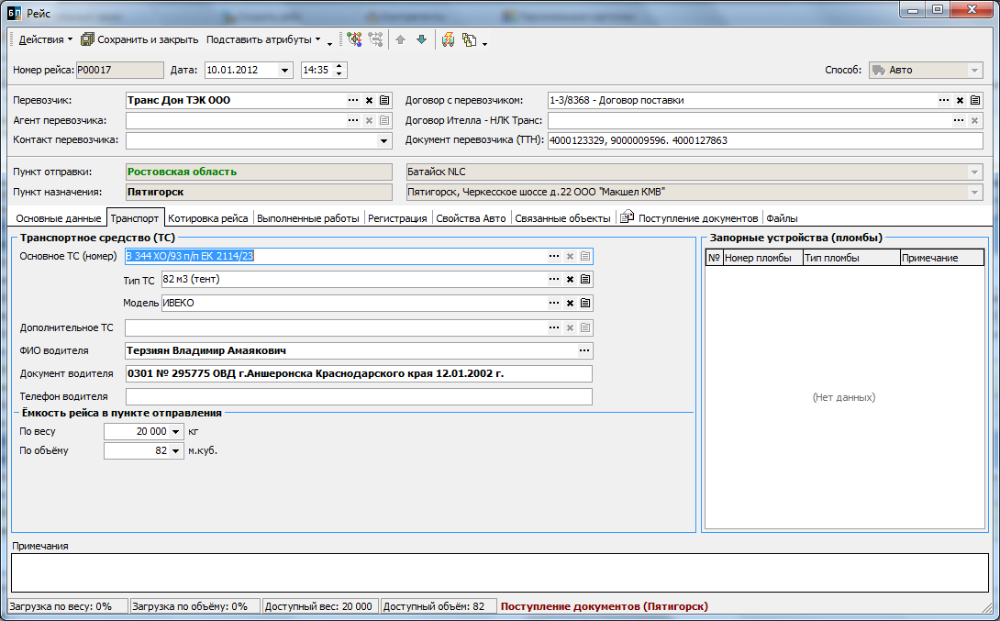 БЛ Рейс
Действия Сохранить и закрыть Подставить атрибуты
Номер рейса: P00017 Дата: 10.01.2012 14:35 Способ: Авто
Перевозчик: Транс Дон ТЭК ООО Договор с перевозчиком: 1-3/8368 - Договор поставки
Агент перевозчика: Договор Ителла - НЛК Транс:
Контакт перевозчика: Документ перевозчика (ТТН): 4000123329, 9000009596. 4000127863
Пункт отправки: Ростовская область Батайск NLC
Пункт назначения: Пятигорск Пятигорск, Черкесское шоссе д.22 ООО "Макшел КМВ"
Основные данные Транспорт Котировка рейса Выполненные работы Регистрация Свойства Авто Связанные объекты Поступление документов Файлы
Транспортное средство (ТС) Запорные устройства (пломбы)
Основное ТС (номер) В 344 ХО/93 п/п ЕК 2114/23 № Номер пломбы Тип пломбы Примечание
Тип ТС 82 м3 (тент)
Модель ИВЕКО
Дополнительное ТС
ФИО водителя Терзиян Владимир Амаякович
Документ водителя 0301 № 295775 ОВД г.Аншеронска Краснодарского края 12.01.2002 г.
Телефон водителя (Нет данных)
Ёмкость рейса в пункте отправления
По весу 20 000 кг
По объёму 82 м.куб.
Примечания
Загрузка по весу: 0% Загрузка по объёму: 0% Доступный вес: 20 000 Доступный объём: 82 Поступление документов (Пятигорск)